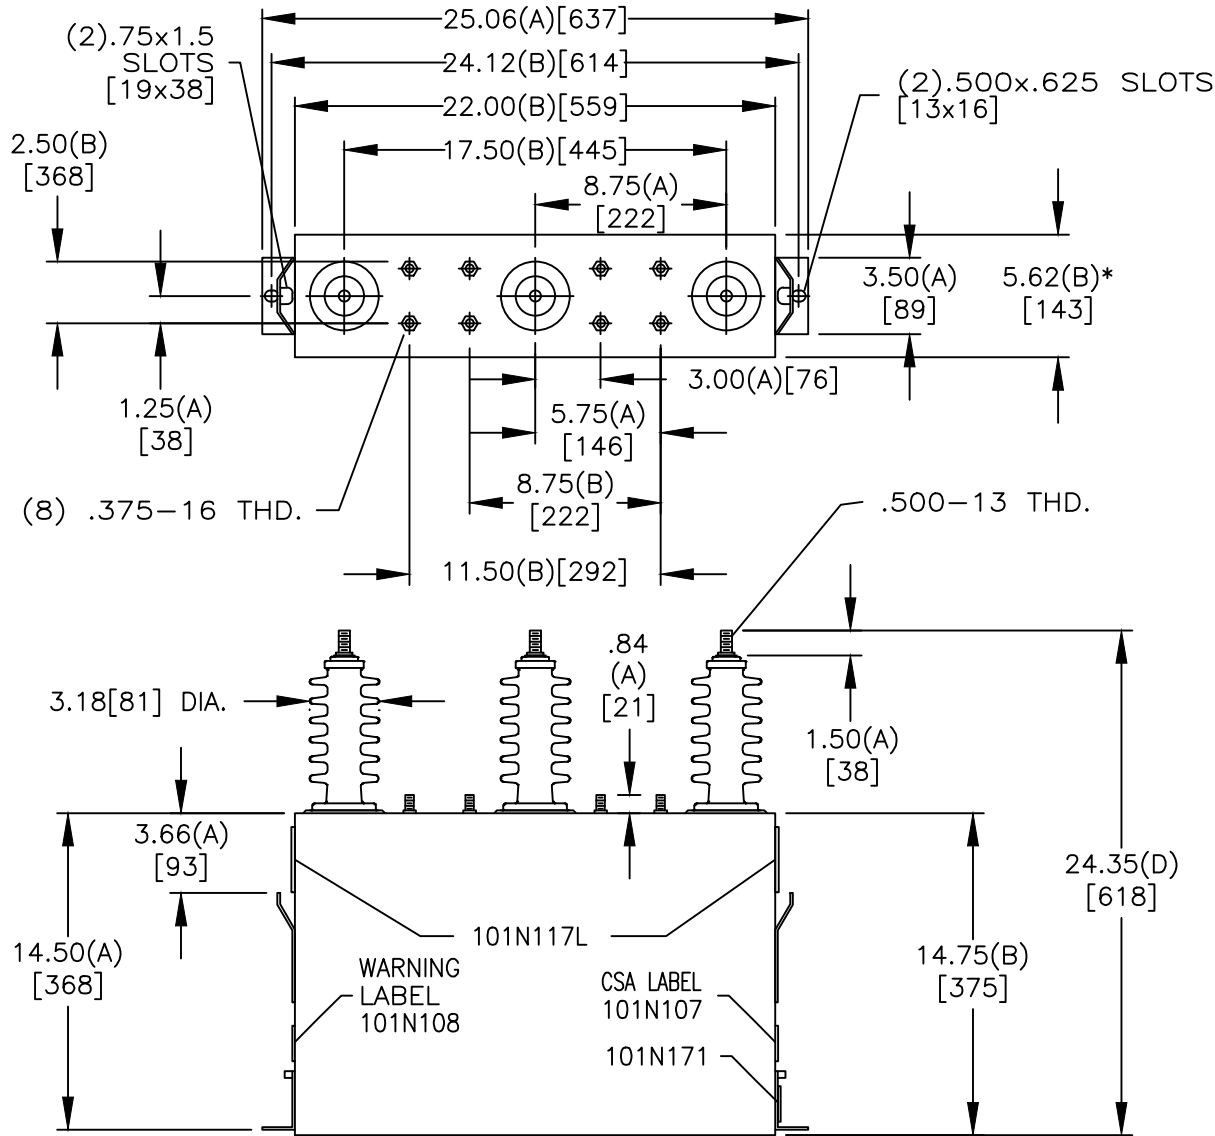 25.06(A)[637]
(2).75x1.5
SLOTS
[19x38]
24.12(B)[614]
(2).500x.625 SLOTS
[13x16]
22.00(B)[559]
2.50(B)
[368]
17.50(B)[445]
8.75(A)
[222]
3.50(A)
[89]
5.62(B)*
[143]
1.25(A)
[38]
3.00(A)[76]
5.75(A)
[146]
8.75(B)
[222]
(8) .375-16 THD.
.500-13 THD.
11.50(B)[292]
.84
(A)
[21]
3.18[81] DIA.
1.50(A)
[38]
3.66(A)
[93]
24.35(D)
[618]
101N117L
14.50(A)
[368]
WARNING
LABEL
101N108
CSA LABEL
101N107
14.75(B)
[375]
101N171